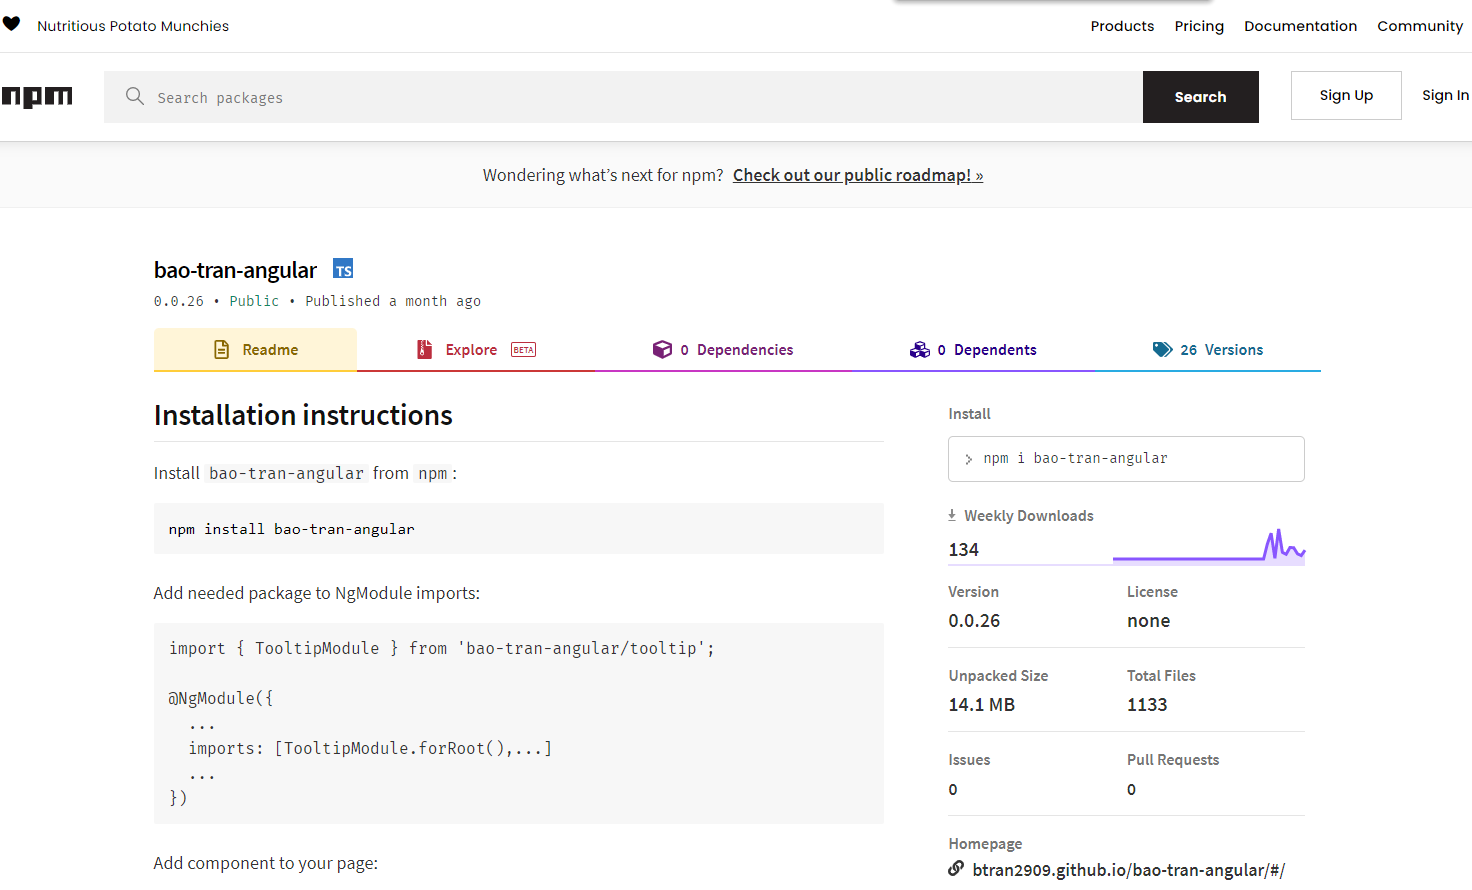 Nutritious Potato Munchies
Products Pricing Documentation Community
npm
Search packages
Search
Sign Up
Sign In
Wondering what’s next for npm? Check out our public roadmap! »
bao-tran-angular TS
0.0.26 • Public • Published a month ago
Readme
Explore BETA
0 Dependencies
0 Dependents
26 Versions
Installation instructions
Install bao-tran-angular from npm :
npm install bao-tran-angular
Add needed package to NgModule imports:
import { TooltipModule } from 'bao-tran-angular/tooltip';
@NgModule({
...
imports: [TooltipModule.forRoot(),...]
...
})
Add component to your page:
Install
> npm i bao-tran-angular
Weekly Downloads
134
Version
0.0.26
License
none
Unpacked Size
14.1 MB
Total Files
1133
Issues
0
Pull Requests
0
Homepage
btran2909.github.io/bao-tran-angular/#/